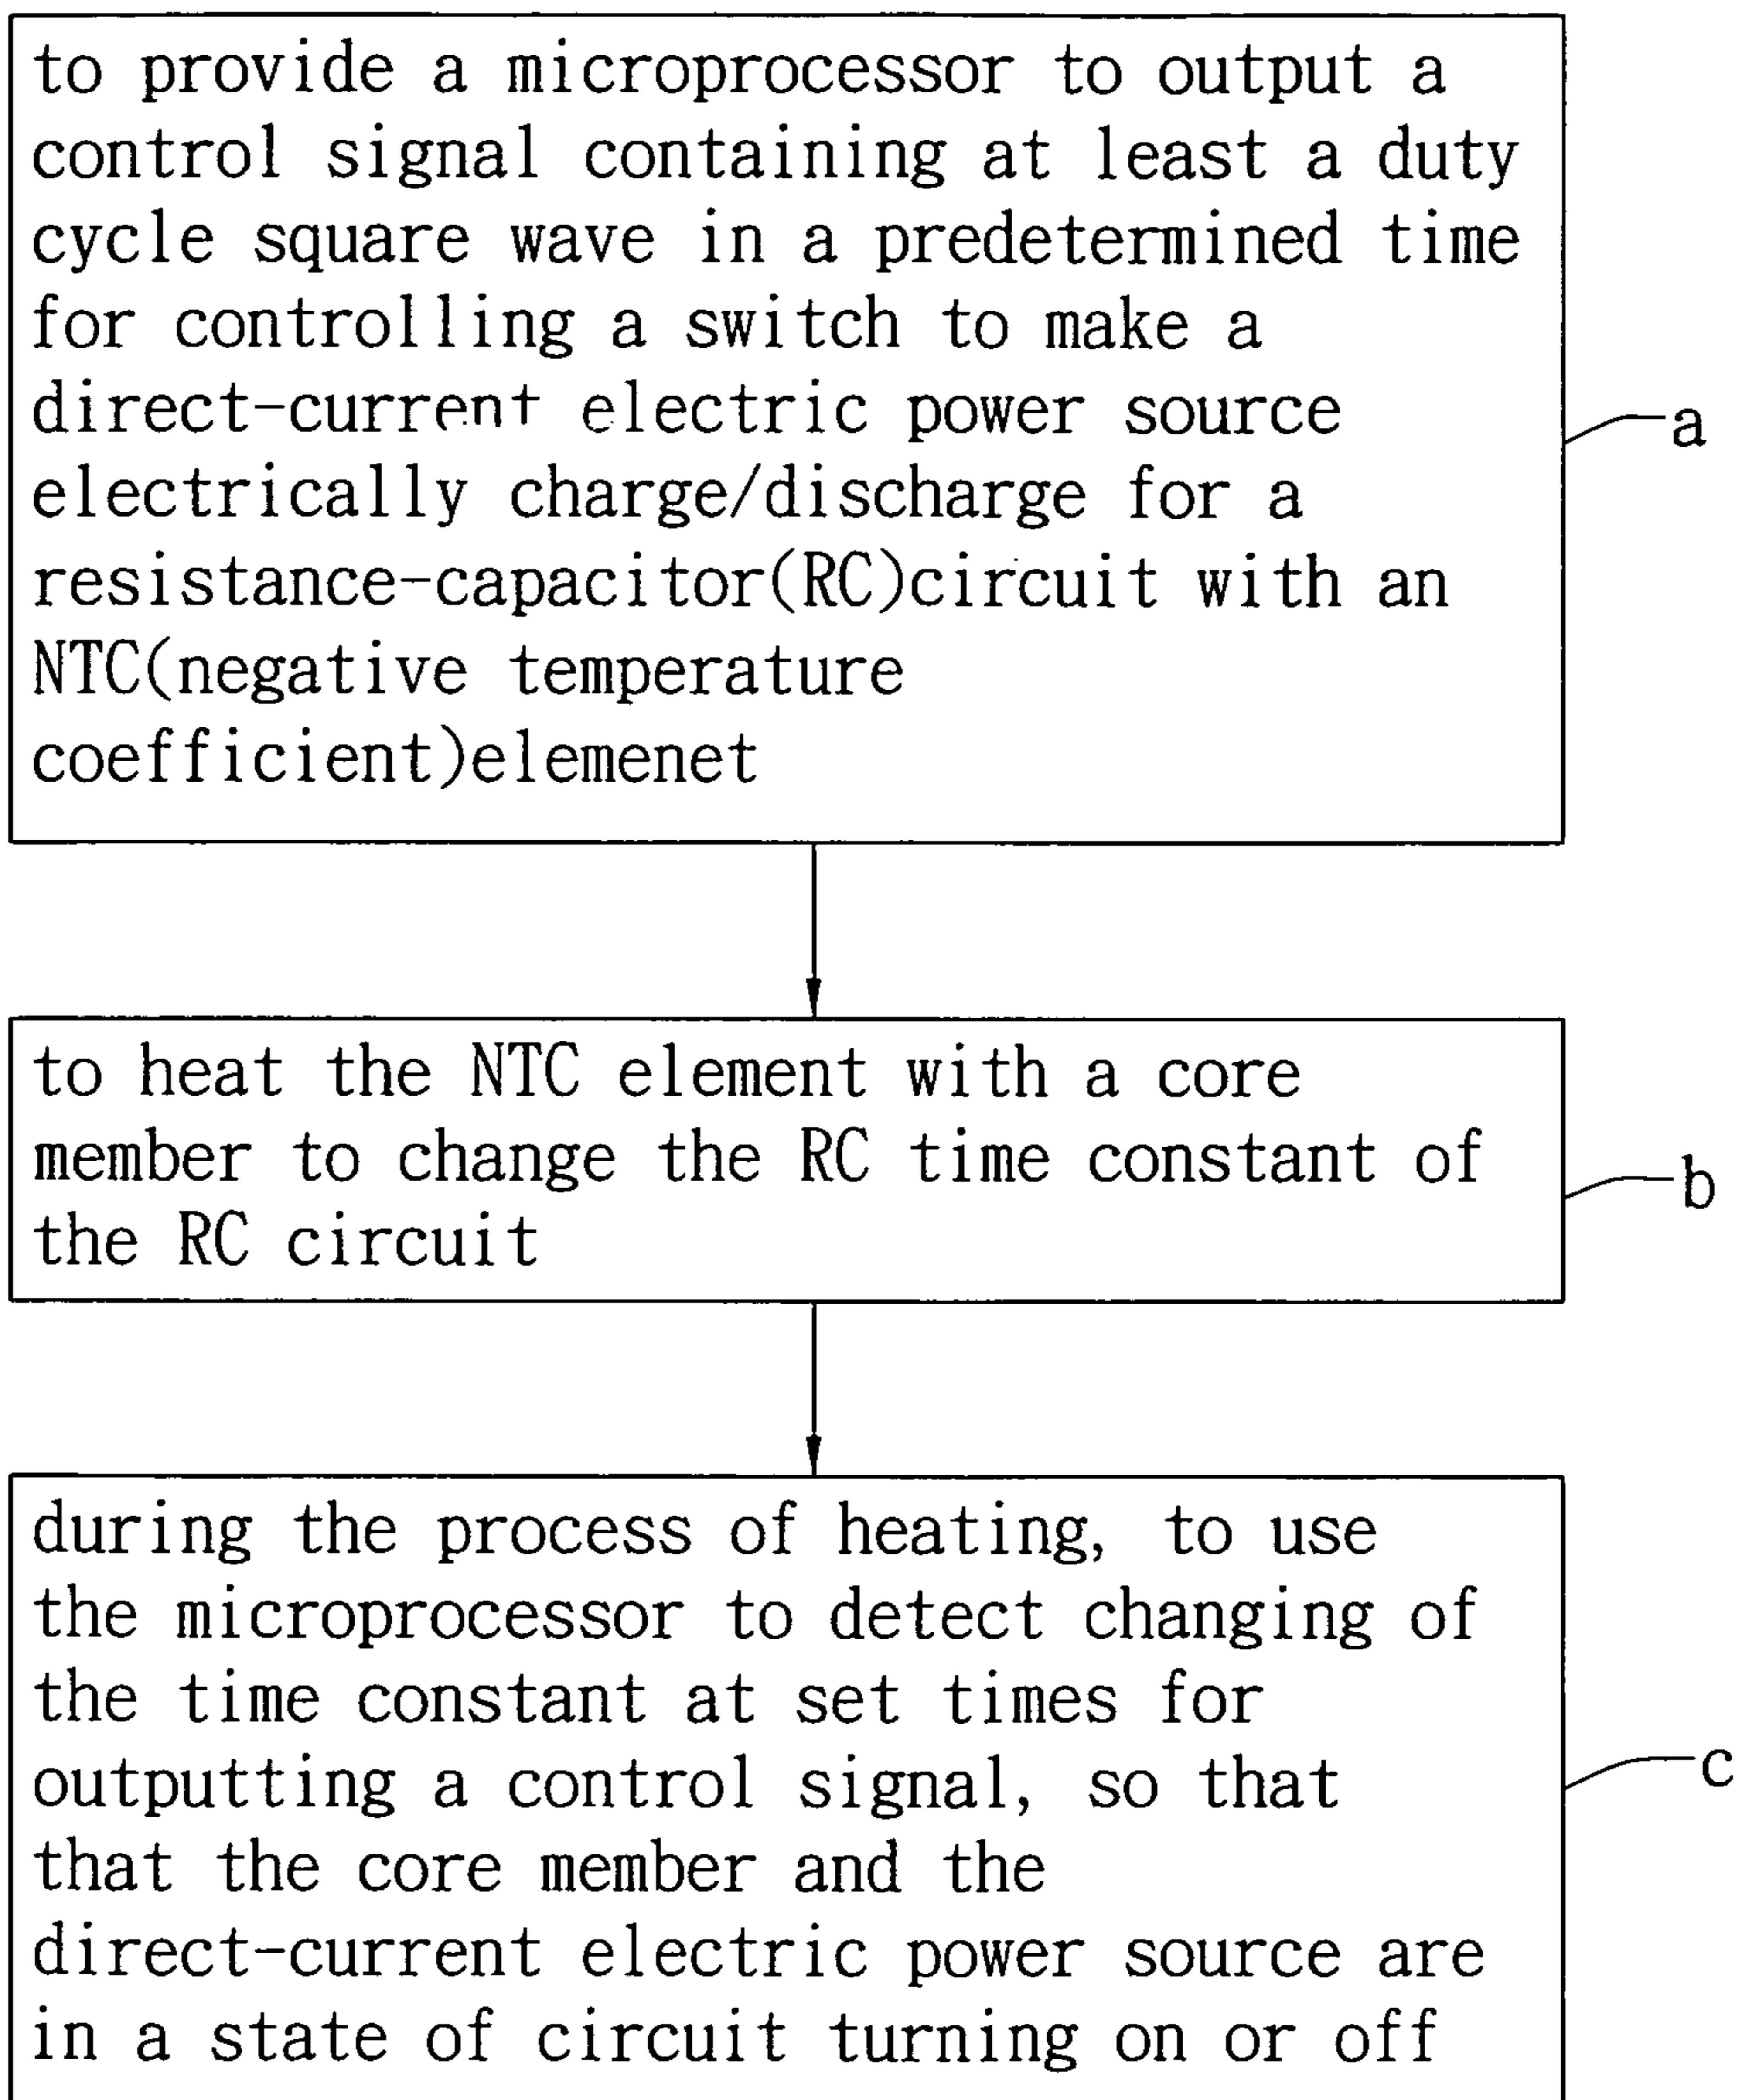 to provide a microprocessor to output a
control signal containing at least a duty
cycle square wave in a predetermined time
for controlling a switch to make a
direct-current electric power source
electrically charge/discharge for a
resistance-capacitor(RC)circuit with an
NTC(negative temperature
coefficient)elemenet
a
to heat the NTC element with a core
member to change the RC time constant of
the RC circuit
b
during the process of heating, to use
the microprocessor to detect changing of
the time constant at set times for
outputting a control signal, so that
that the core member and the
direct-current electric power source are
in a state of circuit turning on or off
c